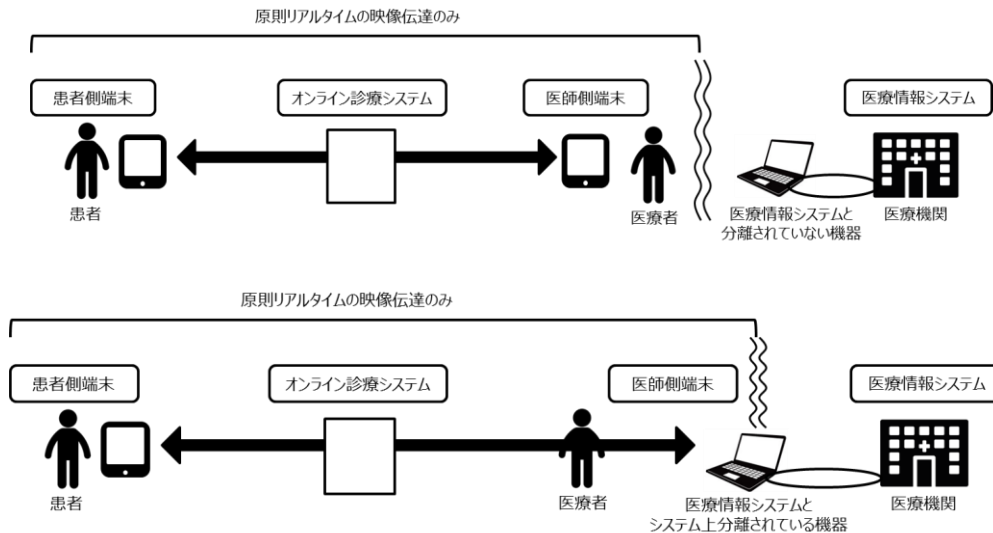 原則リアルタイムの映像伝達のみ
患者側端末
オンライン診療システム
医師側端末
医療情報システム
患者
医療者
医療情報システムと
分離されていない機器
医療機関
原則リアルタイムの映像伝達のみ
患者側端末
オンライン診療システム
医師側端末
医療情報システム
患者
医療者
医療情報システムと
システム上分離されている機器
医療機関